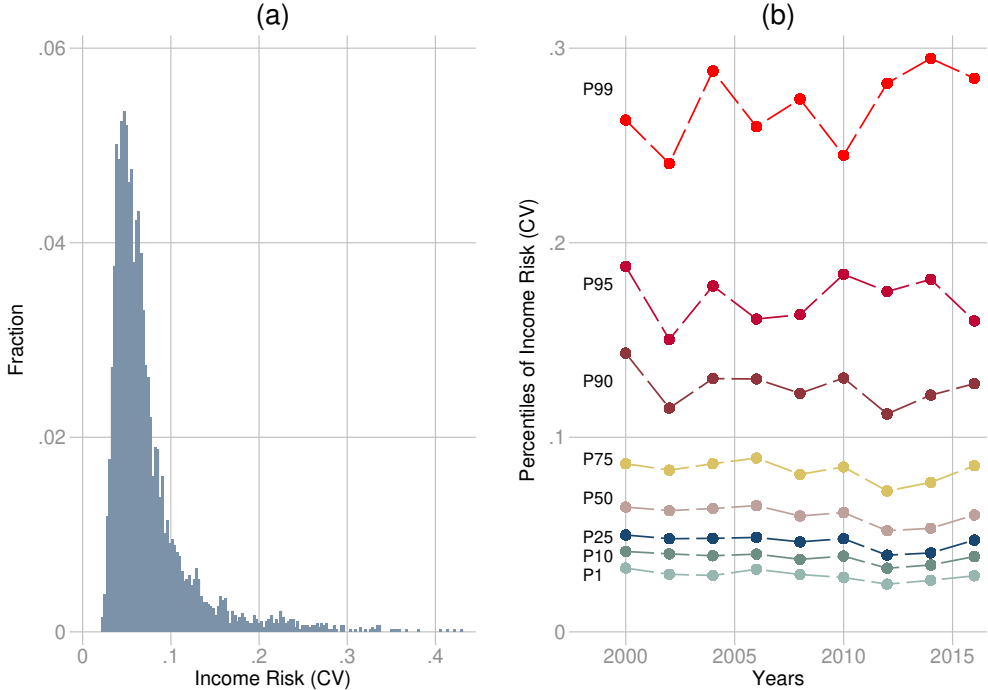 (a)
.06
.04
.02
0
Fraction
0
.1
.2
.3
.4
Income Risk (CV)
(b)
.3
.2
.1
0
Percentiles of Income Risk (CV)
P99
P95
P90
P75
P50
P25
P10
P1
2000
2005
2010
2015
Years